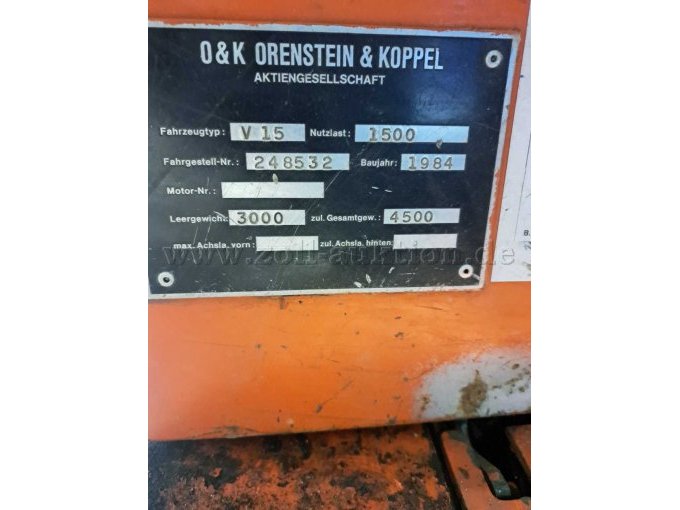 O&K ORENSTEIN & KOPPEL
AKTIENGESELLSCHAFT
Fahrzeugtyp: V 15 Nutzlast: 1500
Fahrgestell-Nr.: 248532 Baujahr: 1984
Motor-Nr.:
Leergewich.: 3000 zul. Gesamtgew.: 4500
max. Achsla. vorn: zul. Achsla. hinten:
www.zoll-auktion.de